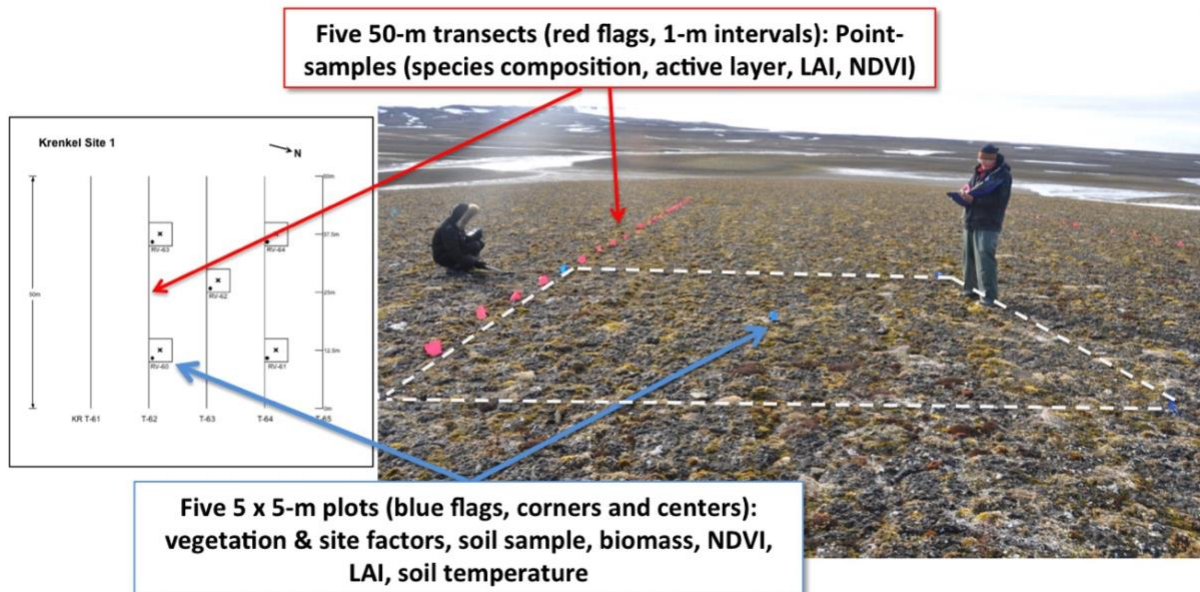 Five 50-m transects (red flags, 1-m intervals): Point-
samples (species composition, active layer, LAI, NDVI)
Krenkel Site 1
N
50m
50m
37.5m
25m
12.5m
0m
RV-63
RV-64
RV-62
RV-60
RV-61
KR T-61
T-62
T-63
T-64
T-65
Five 5 x 5-m plots (blue flags, corners and centers):
vegetation & site factors, soil sample, biomass, NDVI,
LAI, soil temperature